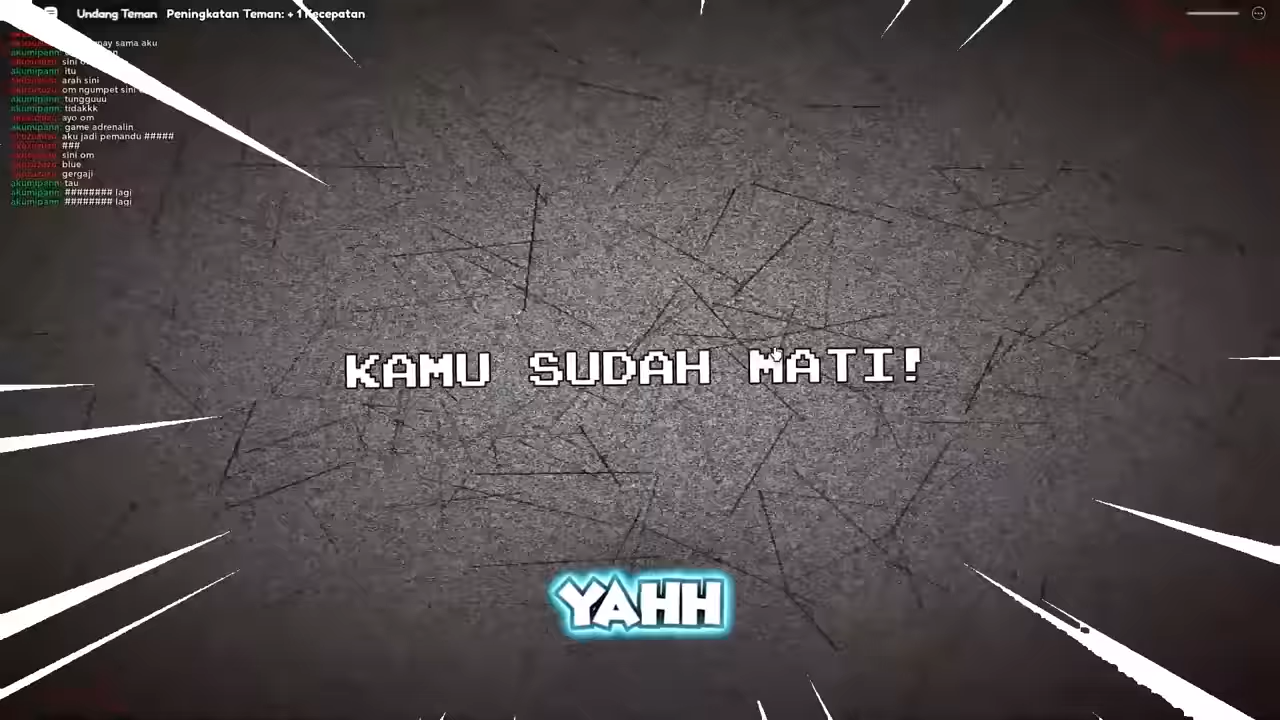 Undang Teman Peningkatan Teman: + 1 Kecepatan
sama aku
akumipann:
sini
akumipann: itu
arah sini
om ngumpet sini
akumipann: tungguuu
akumipann: tidakkk
ayo om
akumipann: game adrenalin
aku jadi pemandu #####
###
sini om
blue
gergaji
akumipann: tau
akumipann: ######## lagi
akumipann: ######## lagi
KAMU SUDAH MATI!
YAHH